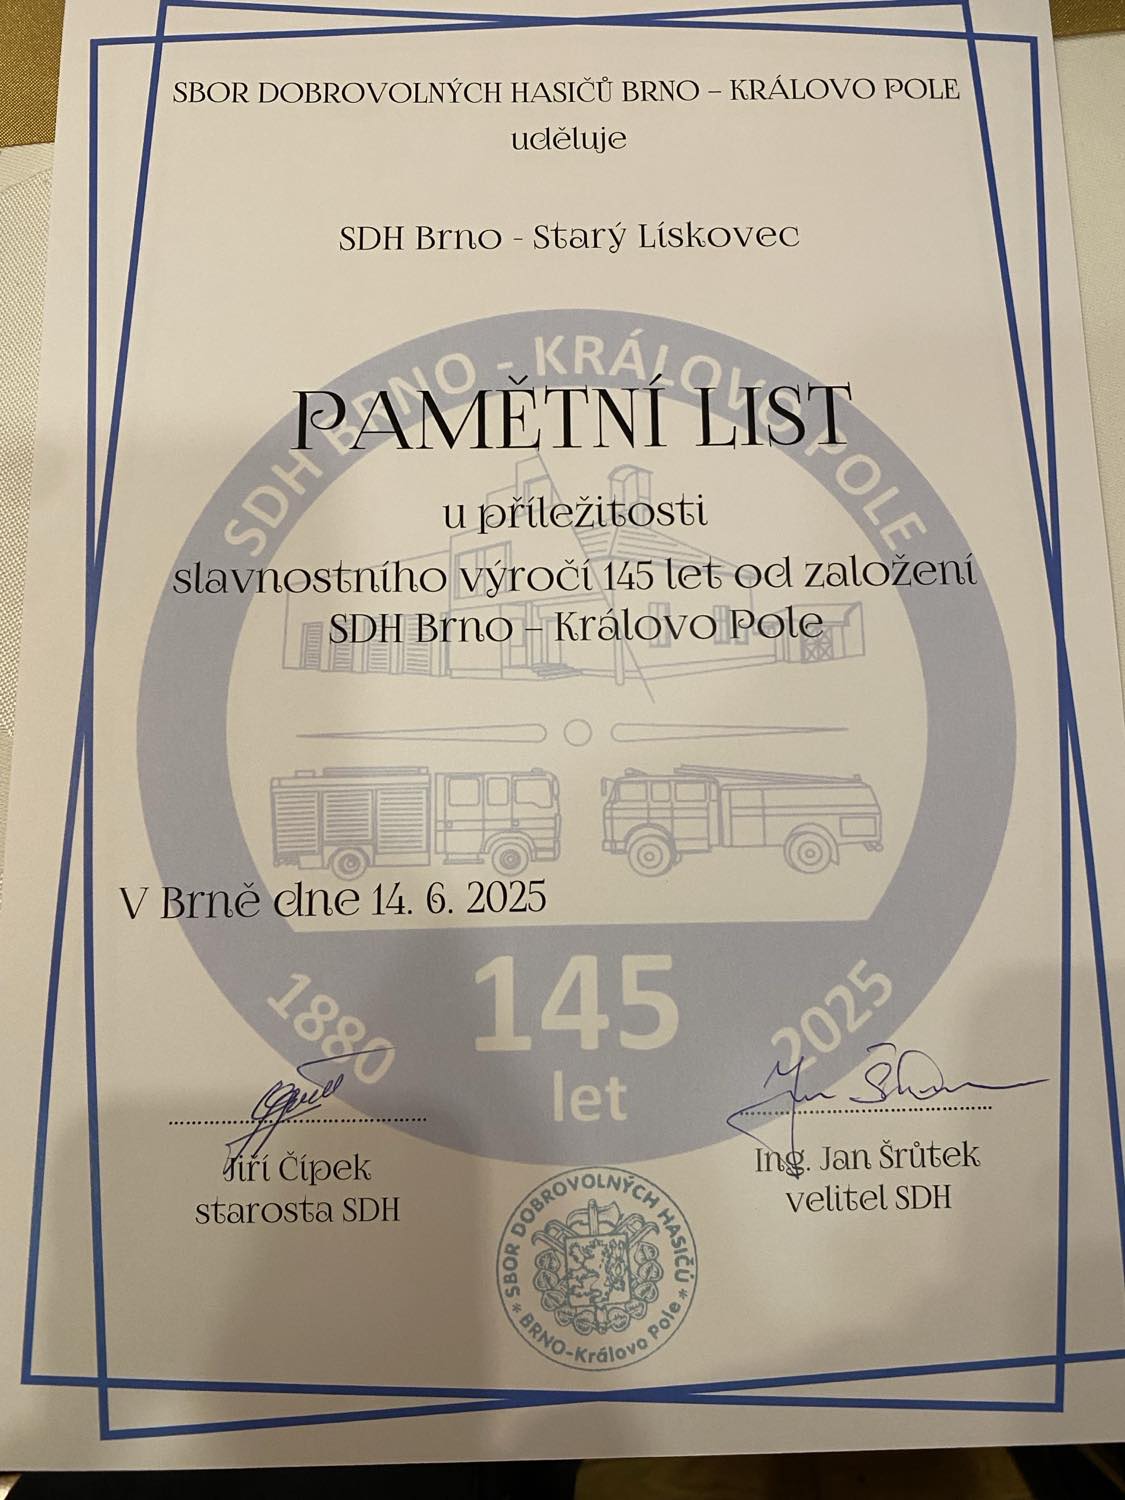 SBOR DOBROVOLNÝCH HASIČŮ BRNO – KRÁLOVO POLE
uděluje
SDH Brno - Starý Lískovec
SDH BRNO - KRÁLOVO POLE
PAMĚTNÍ LIST
u příležitosti
slavnostního výročí 145 let od založení
SDH Brno – Královo Pole
V Brně dne 14. 6. 2025
1880
145
let
2025
Jiří Čípek
starosta SDH
Ing. Jan Šrůtek
velitel SDH
SBOR DOBROVOLNÝCH HASIČŮ
* BRNO-Královo Pole *